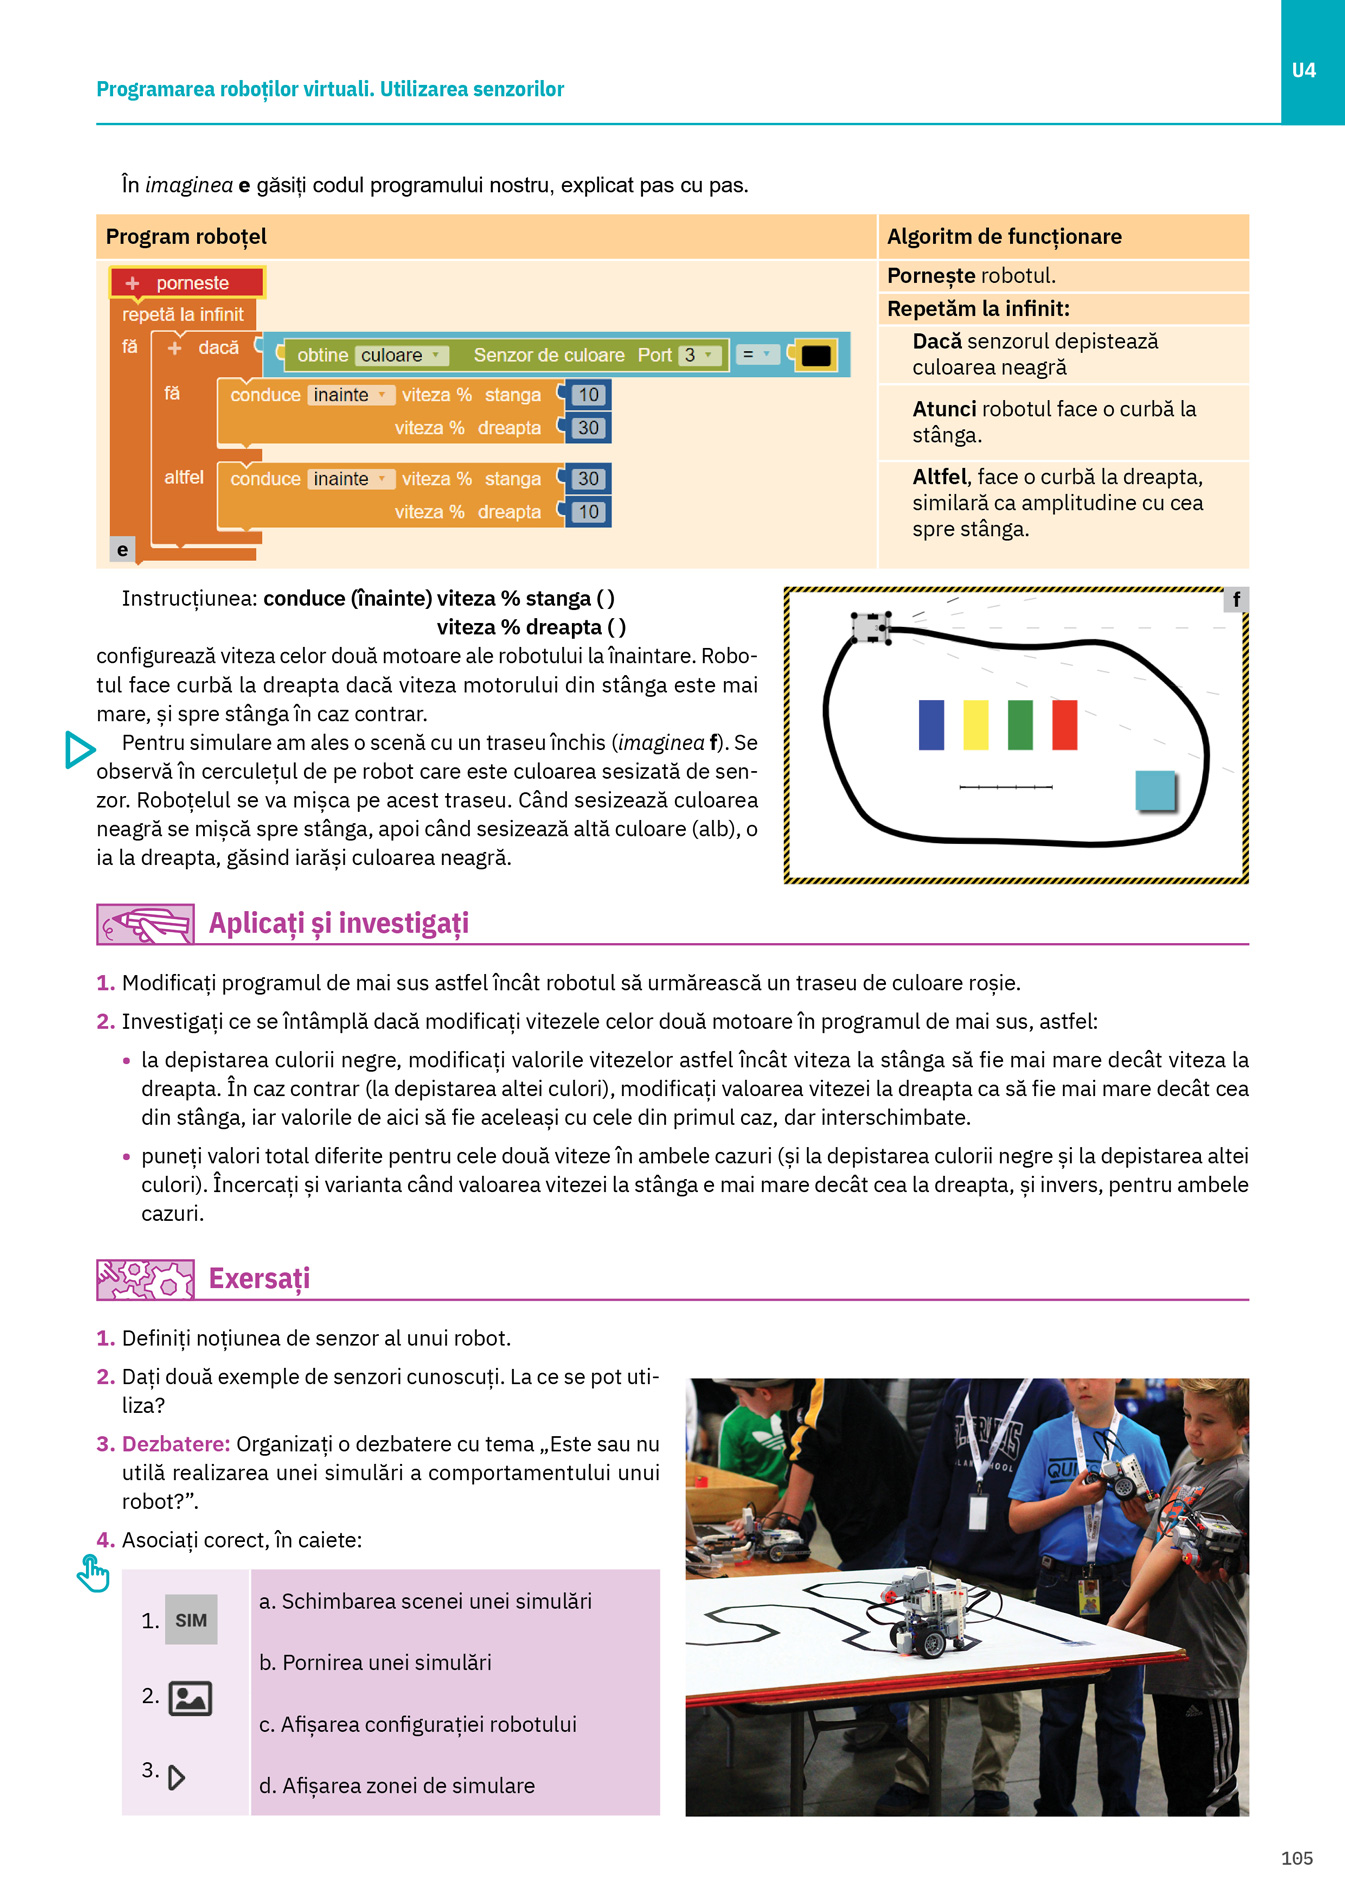 U4
Programarea roboților virtuali. Utilizarea senzorilor
În imaginea e găsiți codul programului nostru, explicat pas cu pas.
Program roboțel
Algoritm de funcționare
+ porneste
repetă la infinit
fă
+ dacă
obtine culoare Senzor de culoare Port 3 =
fă
conduce inainte viteza % stanga 10
viteza % dreapta 30
altfel
conduce inainte viteza % stanga 30
viteza % dreapta 10
e
Pornește robotul.
Repetăm la infinit:
Dacă senzorul depistează
culoarea neagră
Atunci robotul face o curbă la
stânga.
Altfel, face o curbă la dreapta,
similară ca amplitudine cu cea
spre stânga.
Instrucțiunea: conduce (înainte) viteza % stanga ( )
viteza % dreapta ( )
configurează viteza celor două motoare ale robotului la înaintare. Robo-
tul face curbă la dreapta dacă viteza motorului din stânga este mai
mare, și spre stânga în caz contrar.
Pentru simulare am ales o scenă cu un traseu închis (imaginea f). Se
observă în cerculețul de pe robot care este culoarea sesizată de sen-
zor. Roboțelul se va mișca pe acest traseu. Când sesizează culoarea
neagră se mișcă spre stânga, apoi când sesizează altă culoare (alb), o
ia la dreapta, găsind iarăși culoarea neagră.
f
Aplicați și investigați
1. Modificați programul de mai sus astfel încât robotul să urmărească un traseu de culoare roșie.
2. Investigați ce se întâmplă dacă modificați vitezele celor două motoare în programul de mai sus, astfel:
• la depistarea culorii negre, modificați valorile vitezelor astfel încât viteza la stânga să fie mai mare decât viteza la
dreapta. În caz contrar (la depistarea altei culori), modificați valoarea vitezei la dreapta ca să fie mai mare decât cea
din stânga, iar valorile de aici să fie aceleași cu cele din primul caz, dar interschimbate.
• puneți valori total diferite pentru cele două viteze în ambele cazuri (și la depistarea culorii negre și la depistarea altei
culori). Încercați și varianta când valoarea vitezei la stânga e mai mare decât cea la dreapta, și invers, pentru ambele
cazuri.
Exersați
1. Definiți noțiunea de senzor al unui robot.
2. Dați două exemple de senzori cunoscuți. La ce se pot uti-
liza?
3. Dezbatere: Organizați o dezbatere cu tema „Este sau nu
utilă realizarea unei simulări a comportamentului unui
robot?”.
4. Asociați corect, în caiete:
1. SIM
2.
3.
a. Schimbarea scenei unei simulări
b. Pornirea unei simulări
c. Afișarea configurației robotului
d. Afișarea zonei de simulare
105